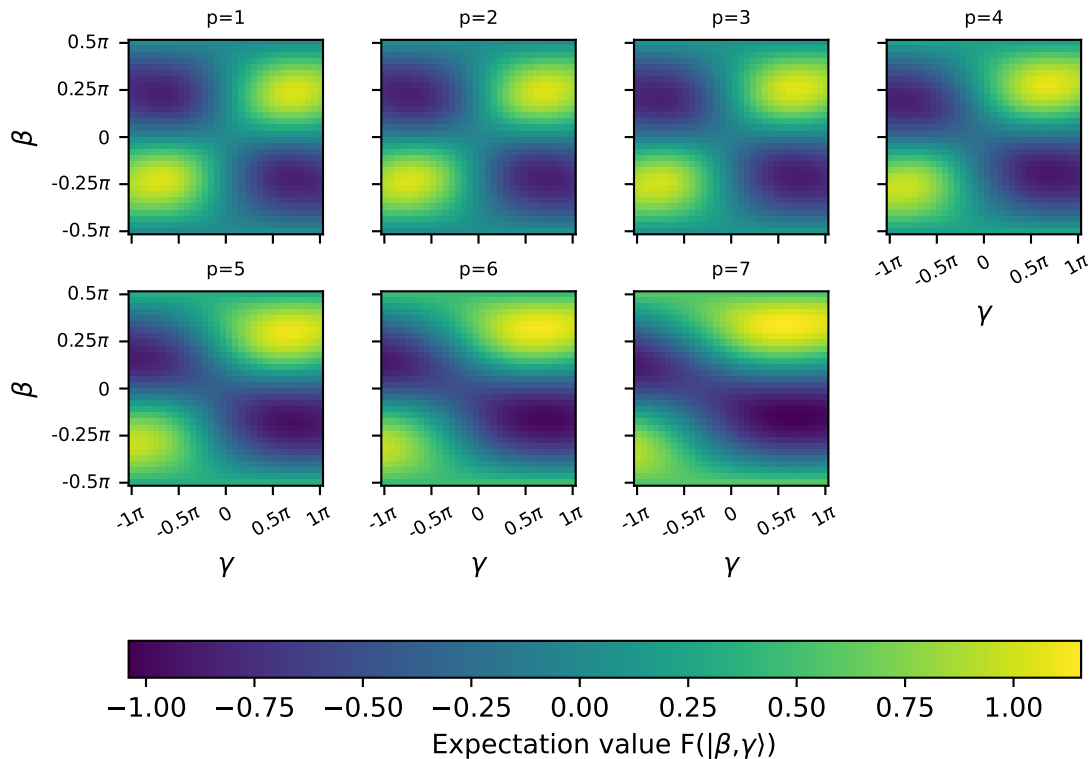 p=1 p=2 p=3 p=4
0.5π
0.25π
β 0
-0.25π
-0.5π
-1π -0.5π 0 0.5π 1π
γ
p=5 p=6 p=7
0.5π
0.25π
β 0
-0.25π
-0.5π
-1π -0.5π 0 0.5π 1π -1π -0.5π 0 0.5π 1π -1π -0.5π 0 0.5π 1π
γ γ γ
−1.00 −0.75 −0.50 −0.25 0.00 0.25 0.50 0.75 1.00
Expectation value F(|β,γ⟩)